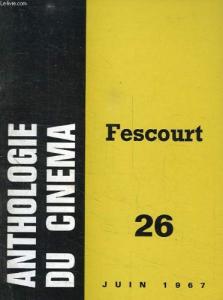 ANTHOLOGIE
DU CINEMA
Fescourt
26
JUIN 1967